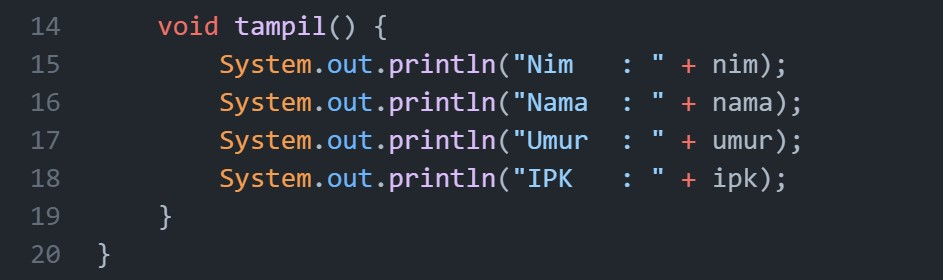 14      void tampil() {
15          System.out.println("Nim   : " + nim);
16          System.out.println("Nama  : " + nama);
17          System.out.println("Umur  : " + umur);
18          System.out.println("IPK   : " + ipk);
19      }
20  }